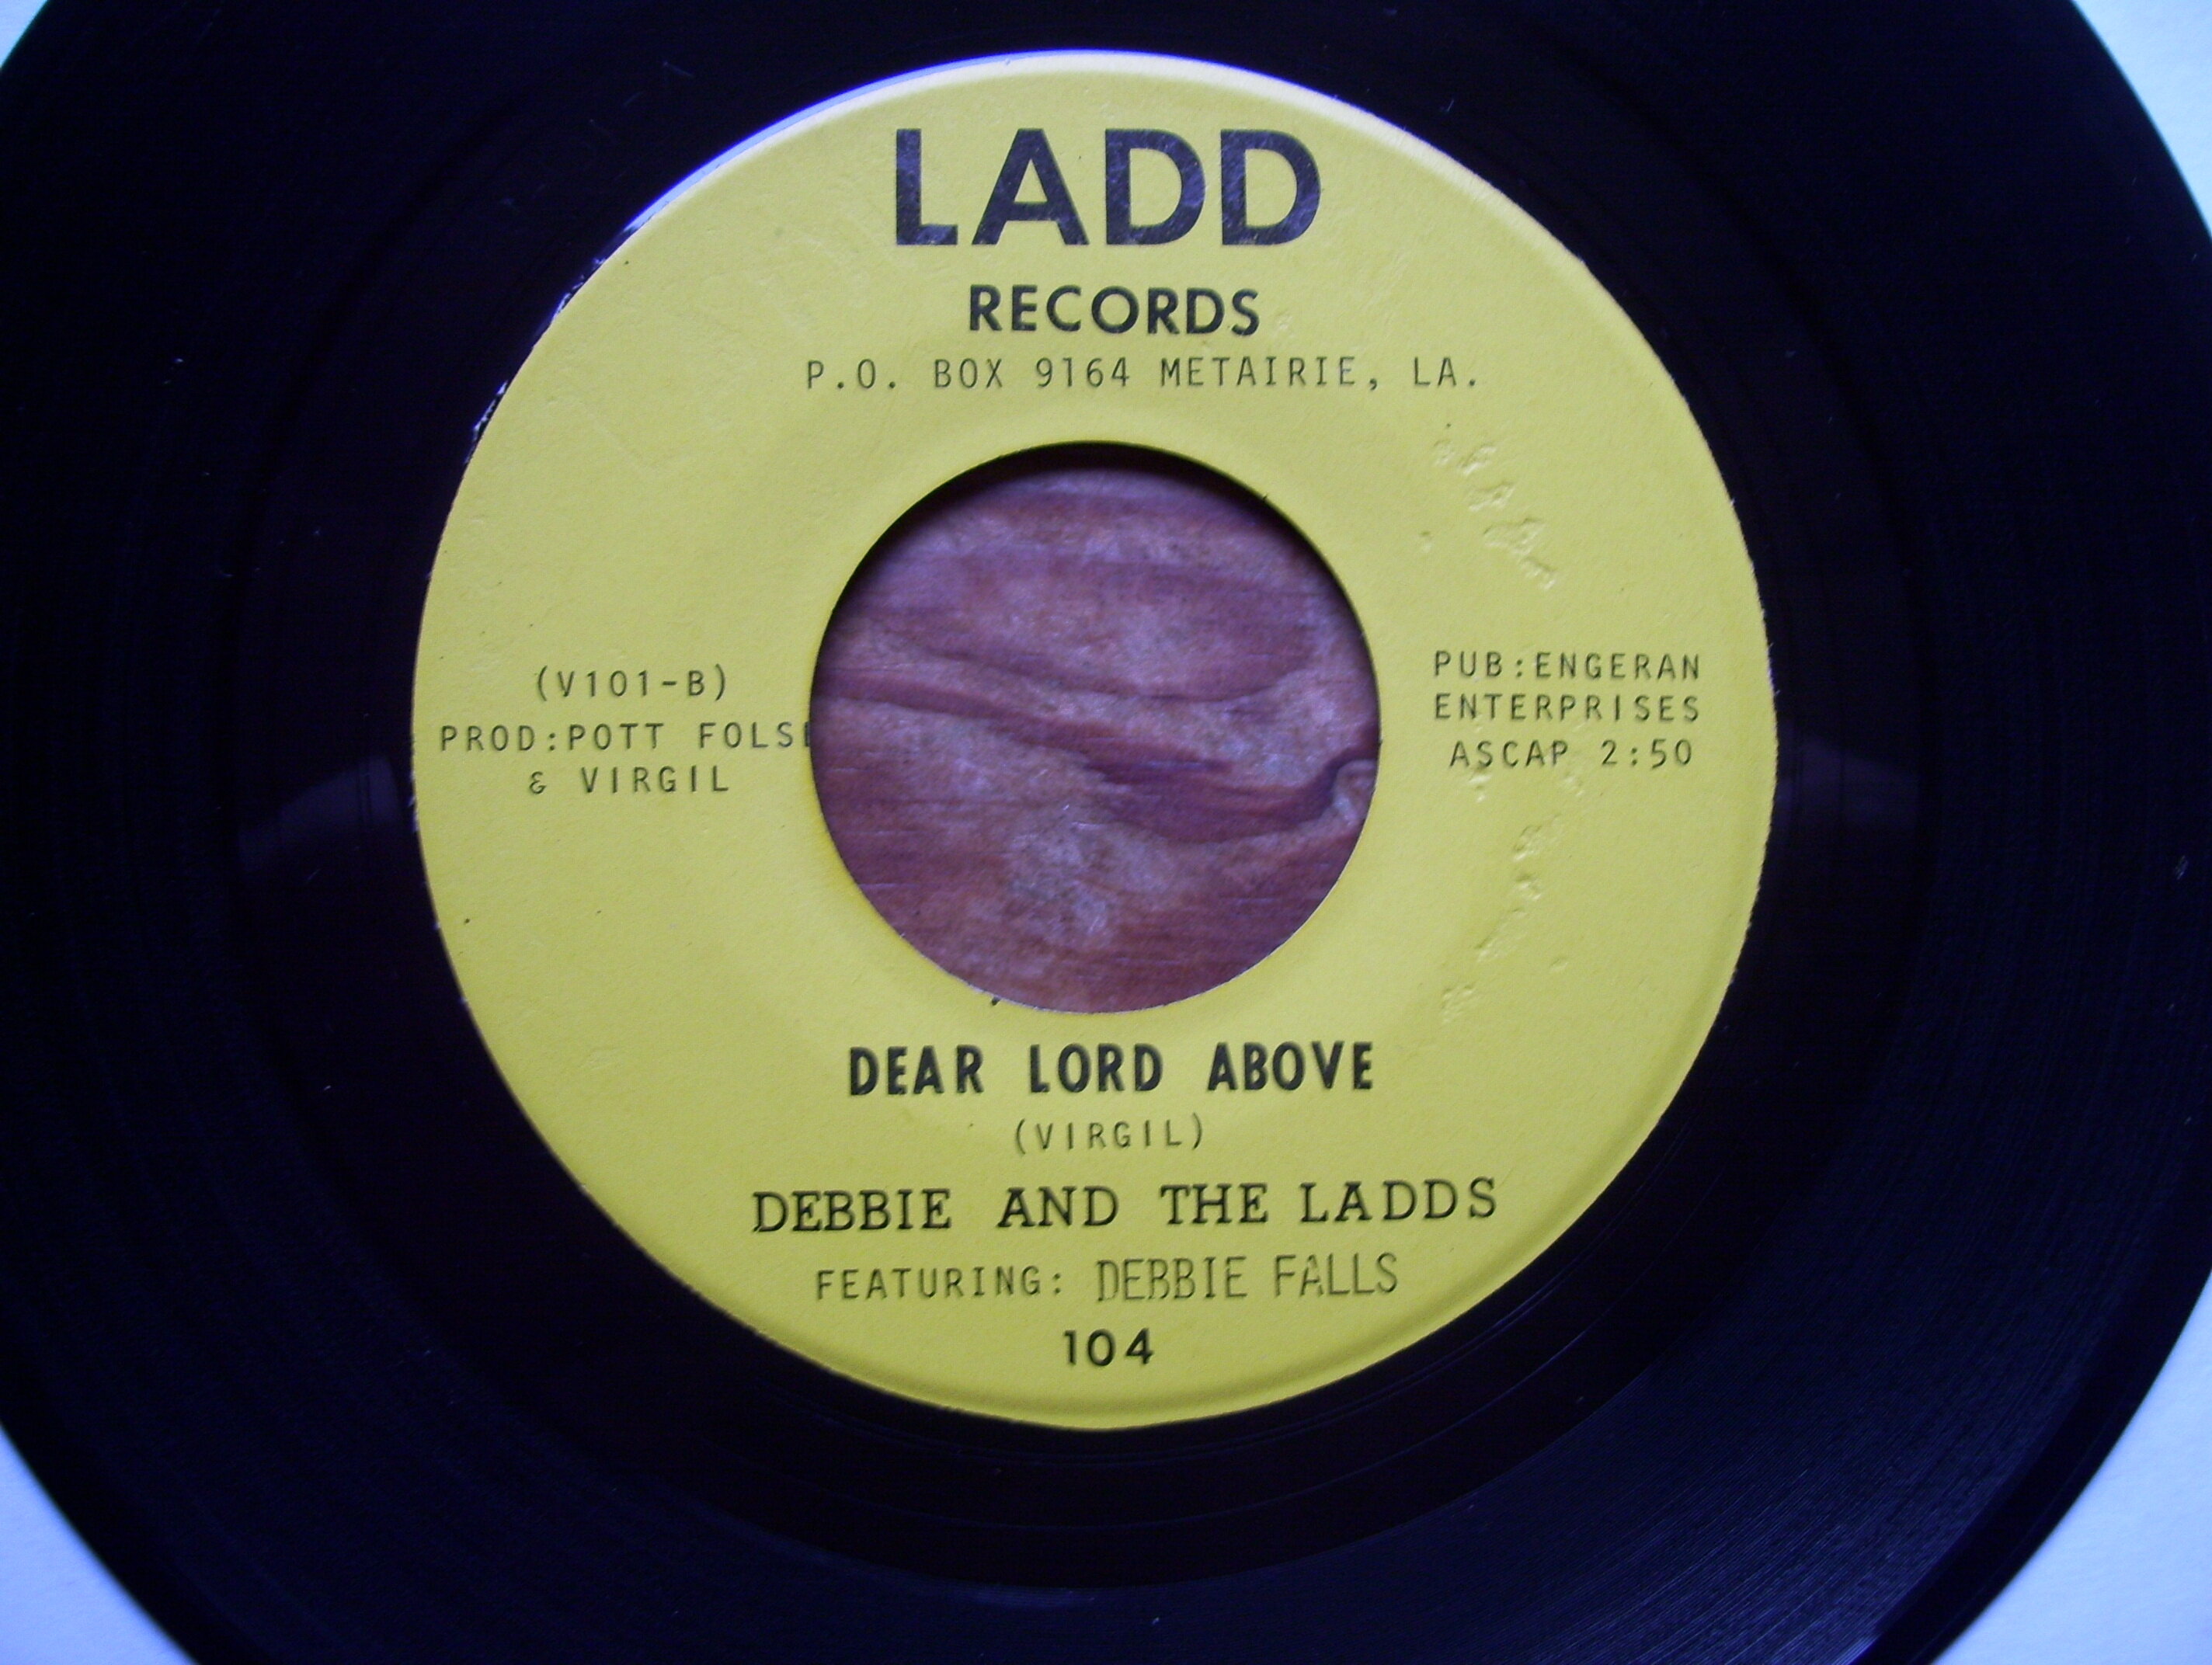 LADD
RECORDS
P.O. BOX 9164 METAIRIE, LA.
(V101-B)
PROD:POTT FOLS
& VIRGIL
PUB:ENGERAN
ENTERPRISES
ASCAP 2:50
DEAR LORD ABOVE
(VIRGIL)
DEBBIE AND THE LADDS
FEATURING: DEBBIE FALLS
104